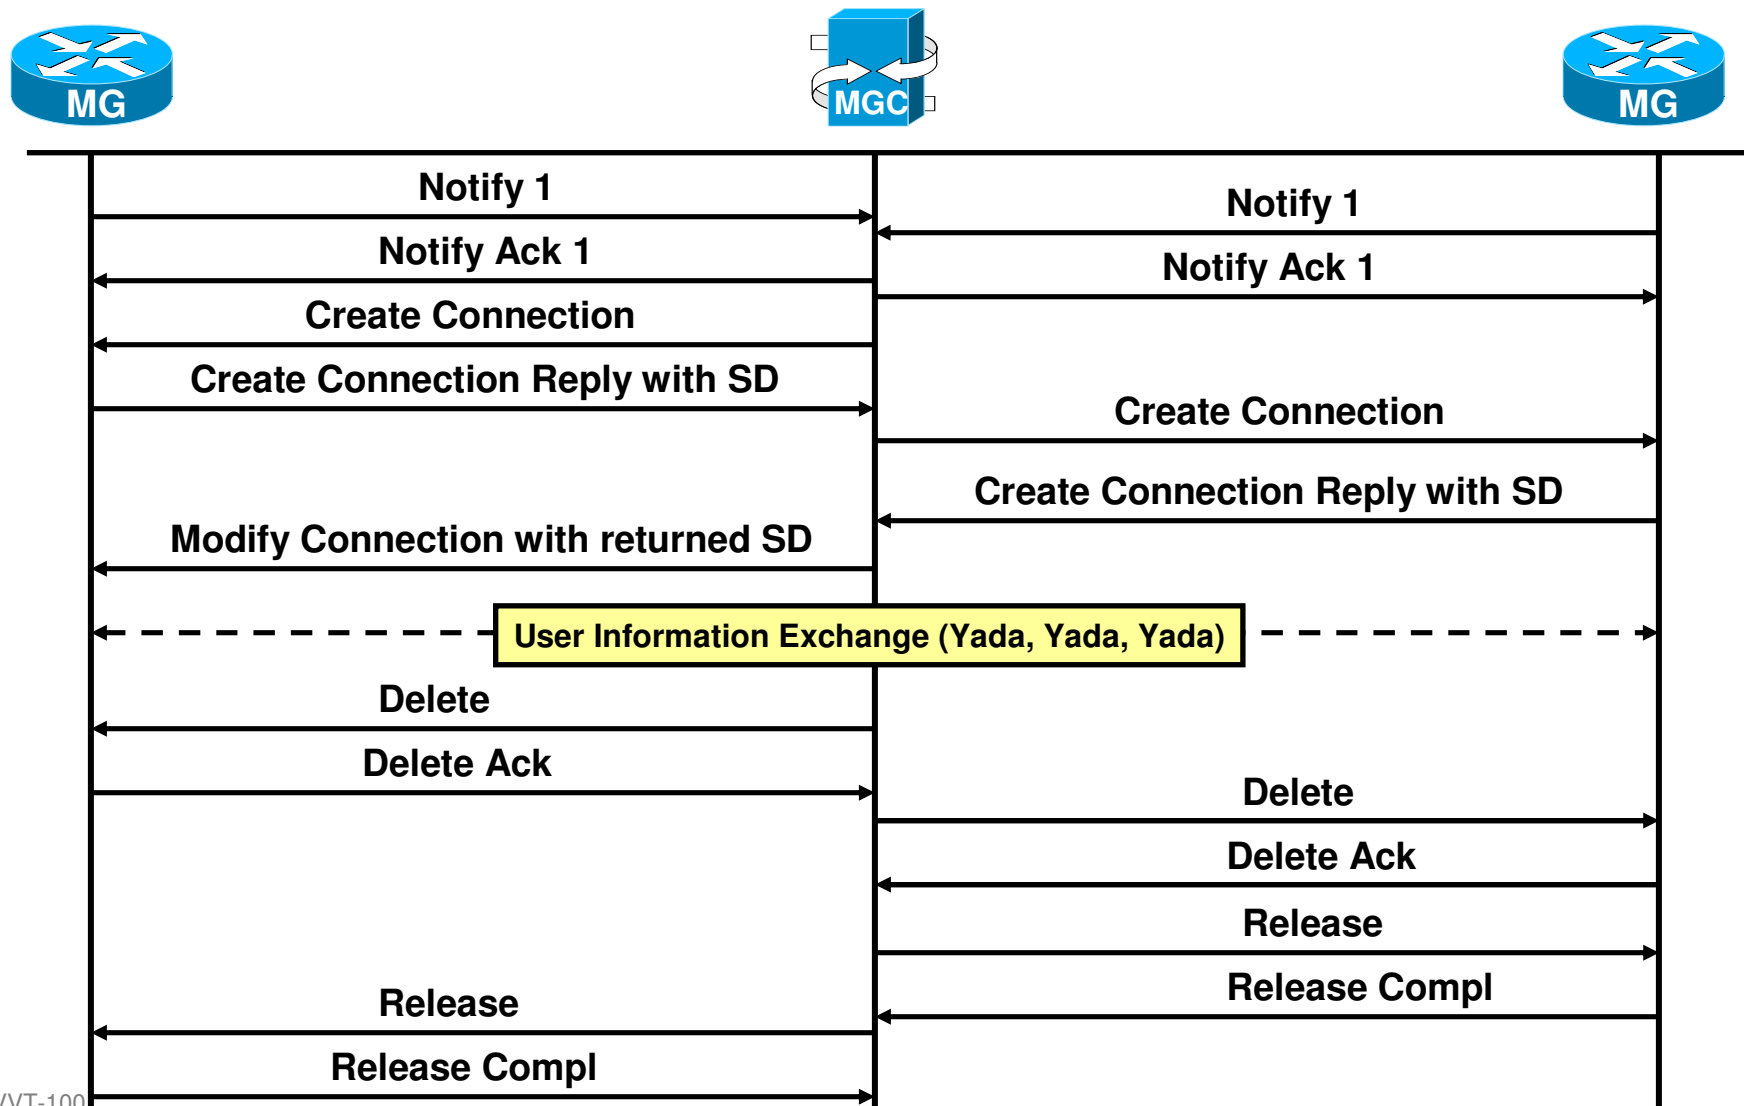 MG
MGC
MG
Notify 1
Notify 1
Notify Ack 1
Notify Ack 1
Create Connection
Create Connection Reply with SD
Create Connection
Create Connection Reply with SD
Modify Connection with returned SD
User Information Exchange (Yada, Yada, Yada)
Delete
Delete Ack
Delete
Delete Ack
Release
Release Compl
Release
Release Compl